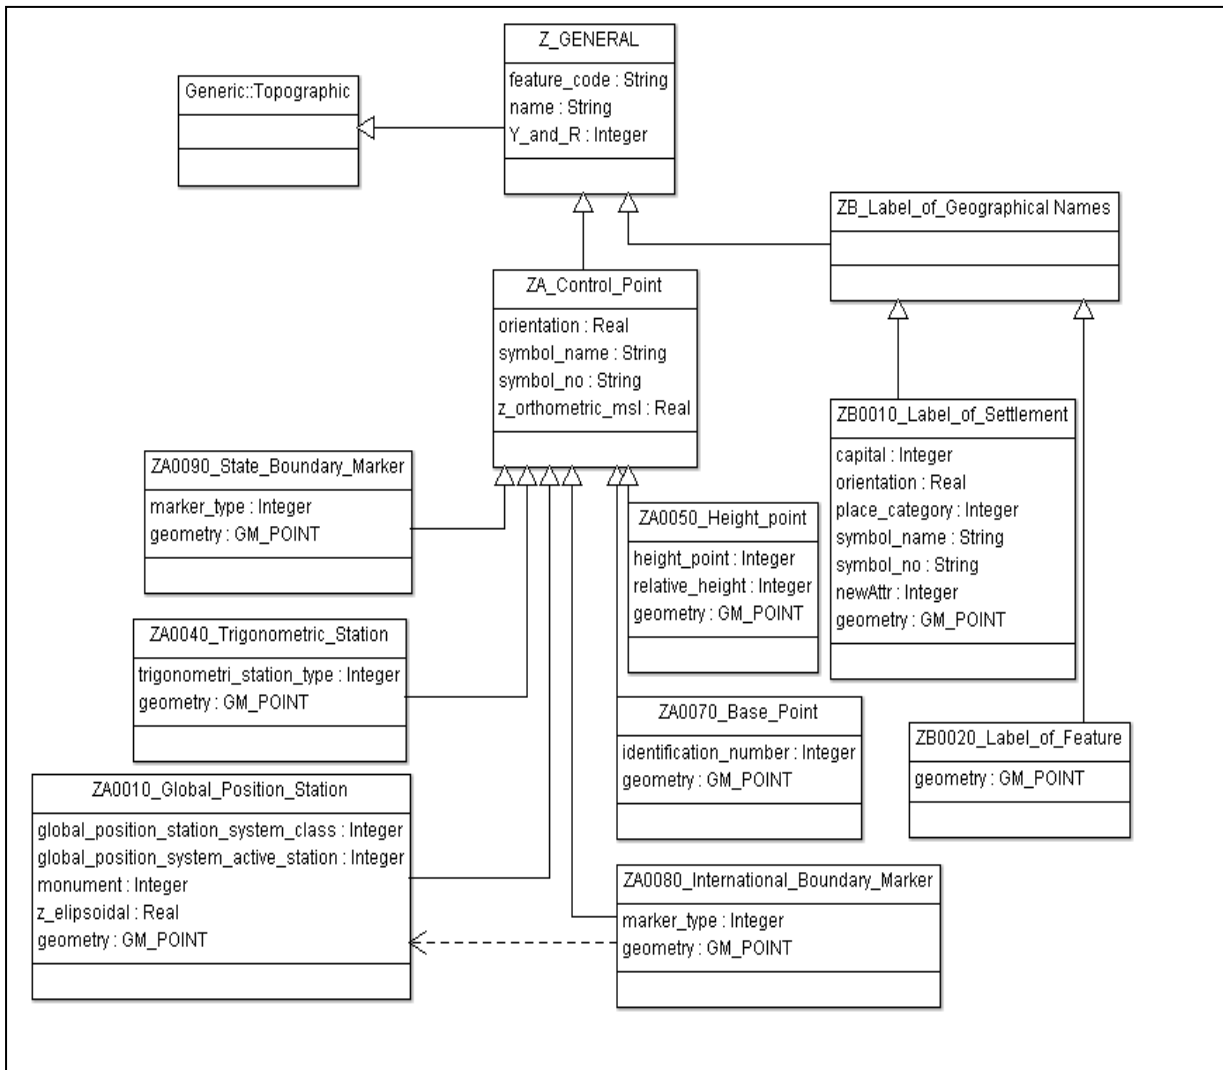 Z_GENERAL
feature_code : String
name : String
Y_and_R : Integer
Generic::Topographic
ZB_Label_of_Geographical Names
ZA_Control_Point
orientation : Real
symbol_name : String
symbol_no : String
z_orthometric_msl : Real
ZB0010_Label_of_Settlement
capital : Integer
orientation : Real
place_category : Integer
symbol_name : String
symbol_no : String
newAttr : Integer
geometry : GM_POINT
ZA0090_State_Boundary_Marker
marker_type : Integer
geometry : GM_POINT
ZA0050_Height_point
height_point : Integer
relative_height : Integer
geometry : GM_POINT
ZA0040_Trigonometric_Station
trigonometri_station_type : Integer
geometry : GM_POINT
ZA0070_Base_Point
identification_number : Integer
geometry : GM_POINT
ZB0020_Label_of_Feature
geometry : GM_POINT
ZA0010_Global_Position_Station
global_position_station_system_class : Integer
global_position_system_active_station : Integer
monument : Integer
z_elipsoidal : Real
geometry : GM_POINT
ZA0080_International_Boundary_Marker
marker_type : Integer
geometry : GM_POINT